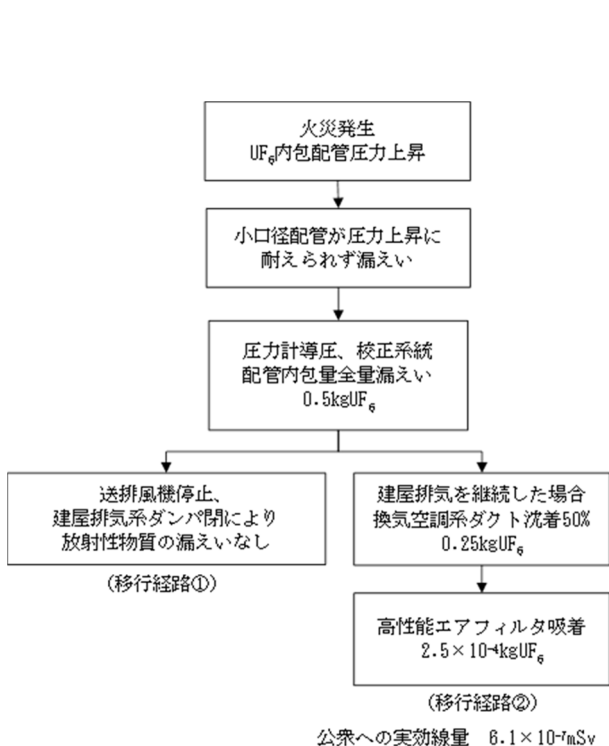 火災発生
UF₆内包配管圧力上昇
小口径配管が圧力上昇に
耐えられず漏えい
圧力計導圧、校正系統
配管内包量全量漏えい
0.5kgUF₆
送排風機停止、
建屋排気系ダンパ閉により
放射性物質の漏えいなし
(移行経路①)
建屋排気を継続した場合
換気空調系ダクト沈着50%
0.25kgUF₆
高性能エアフィルタ吸着
2.5×10⁻⁴kgUF₆
(移行経路②)
公衆への実効線量 6.1×10⁻⁷mSv